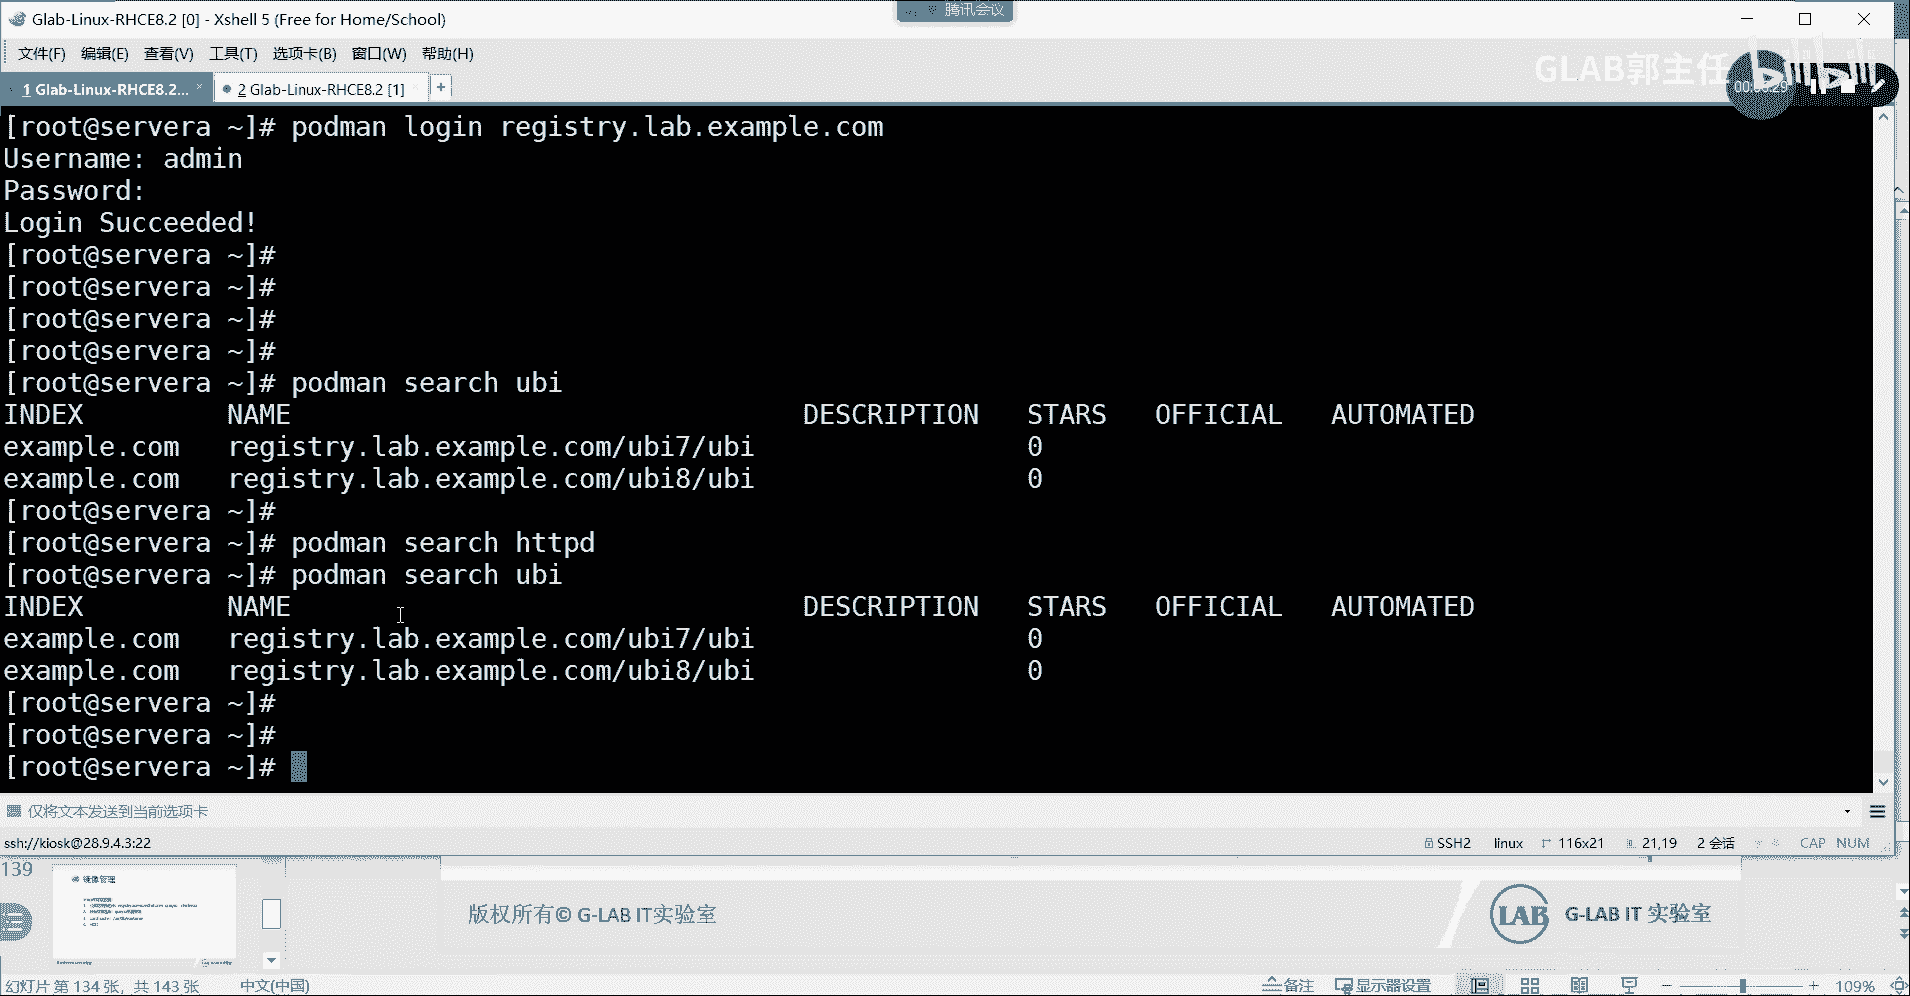 Glab-Linux-RHCE8.2 [0] - Xshell 5 (Free for Home/School)
腾讯会议
文件(F) 编辑(E) 查看(V) 工具(T) 选项卡(B) 窗口(W) 帮助(H)
GLAB郭主任
bilibili
1 Glab-Linux-RHCE8.2... × 2 Glab-Linux-RHCE8.2 [1] +
[root@servera ~]# podman login registry.lab.example.com
Username: admin
Password:
Login Succeeded!
[root@servera ~]#
[root@servera ~]#
[root@servera ~]#
[root@servera ~]#
[root@servera ~]# podman search ubi
INDEX NAME DESCRIPTION STARS OFFICIAL AUTOMATED
example.com registry.lab.example.com/ubi7/ubi 0
example.com registry.lab.example.com/ubi8/ubi 0
[root@servera ~]#
[root@servera ~]# podman search httpd
[root@servera ~]# podman search ubi
INDEX NAME DESCRIPTION STARS OFFICIAL AUTOMATED
example.com registry.lab.example.com/ubi7/ubi 0
example.com registry.lab.example.com/ubi8/ubi 0
[root@servera ~]#
[root@servera ~]#
[root@servera ~]#
仅将文本发送到当前选项卡
ssh://kiosk@28.9.4.3:22 SSH2 linux 116x21 21,19 2 会话 CAP NUM
139
镜像管理
版权所有© G-LAB IT实验室
LAB G-LAB IT 实验室
幻灯片 第 134 张，共 143 张 中文(中国) 备注 显示器设置 − + 109%